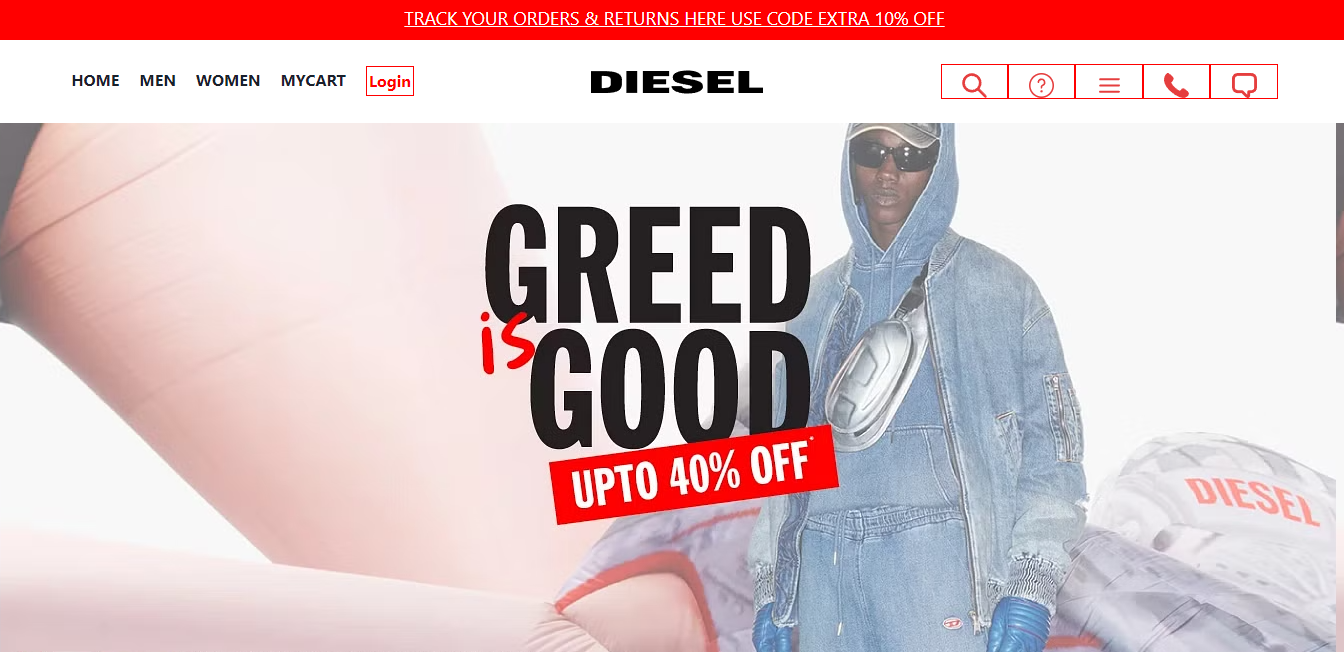 TRACK YOUR ORDERS & RETURNS HERE USE CODE EXTRA 10% OFF
HOME MEN WOMEN MYCART Login DIESEL
GREED
is
GOOD
UPTO 40% OFF*
DIESEL